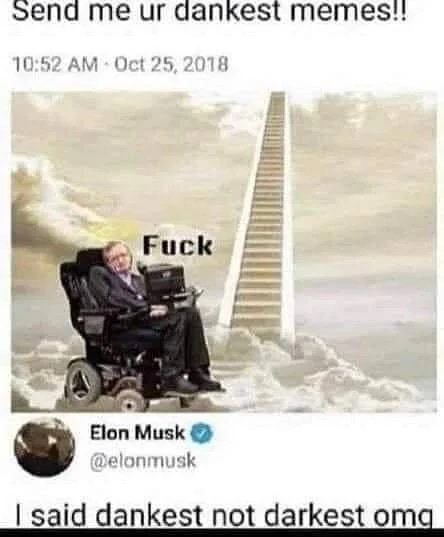 Send me ur dankest memes!!
10:52 AM · Oct 25, 2018
Fuck
Elon Musk
@elonmusk
I said dankest not darkest omg